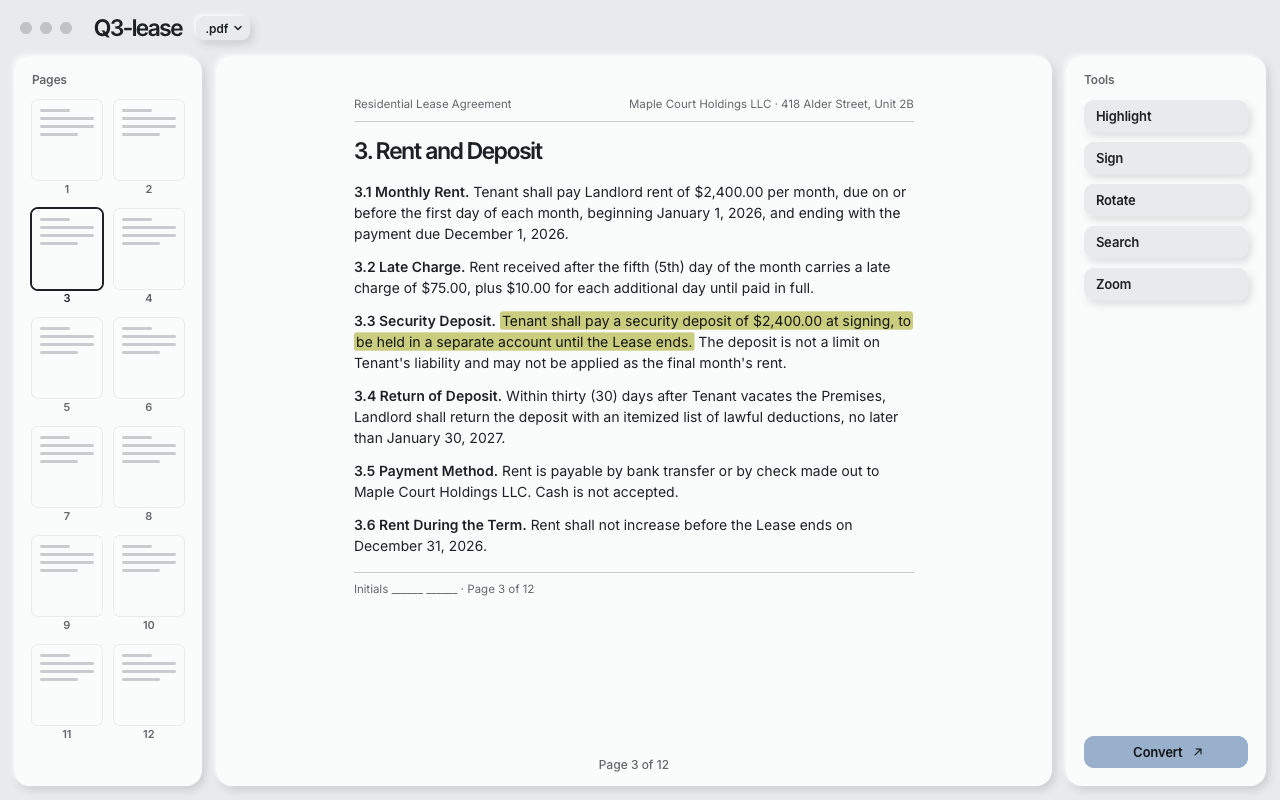 Q3-lease
.pdf
Pages
1
2
3
4
5
6
7
8
9
10
11
12
Residential Lease Agreement
Maple Court Holdings LLC · 418 Alder Street, Unit 2B
3. Rent and Deposit
3.1 Monthly Rent. Tenant shall pay Landlord rent of $2,400.00 per month, due on or
before the first day of each month, beginning January 1, 2026, and ending with the
payment due December 1, 2026.
3.2 Late Charge. Rent received after the fifth (5th) day of the month carries a late
charge of $75.00, plus $10.00 for each additional day until paid in full.
3.3 Security Deposit. Tenant shall pay a security deposit of $2,400.00 at signing, to
be held in a separate account until the Lease ends. The deposit is not a limit on
Tenant's liability and may not be applied as the final month's rent.
3.4 Return of Deposit. Within thirty (30) days after Tenant vacates the Premises,
Landlord shall return the deposit with an itemized list of lawful deductions, no later
than January 30, 2027.
3.5 Payment Method. Rent is payable by bank transfer or by check made out to
Maple Court Holdings LLC. Cash is not accepted.
3.6 Rent During the Term. Rent shall not increase before the Lease ends on
December 31, 2026.
Initials ______ ______ · Page 3 of 12
Page 3 of 12
Tools
Highlight
Sign
Rotate
Search
Zoom
Convert